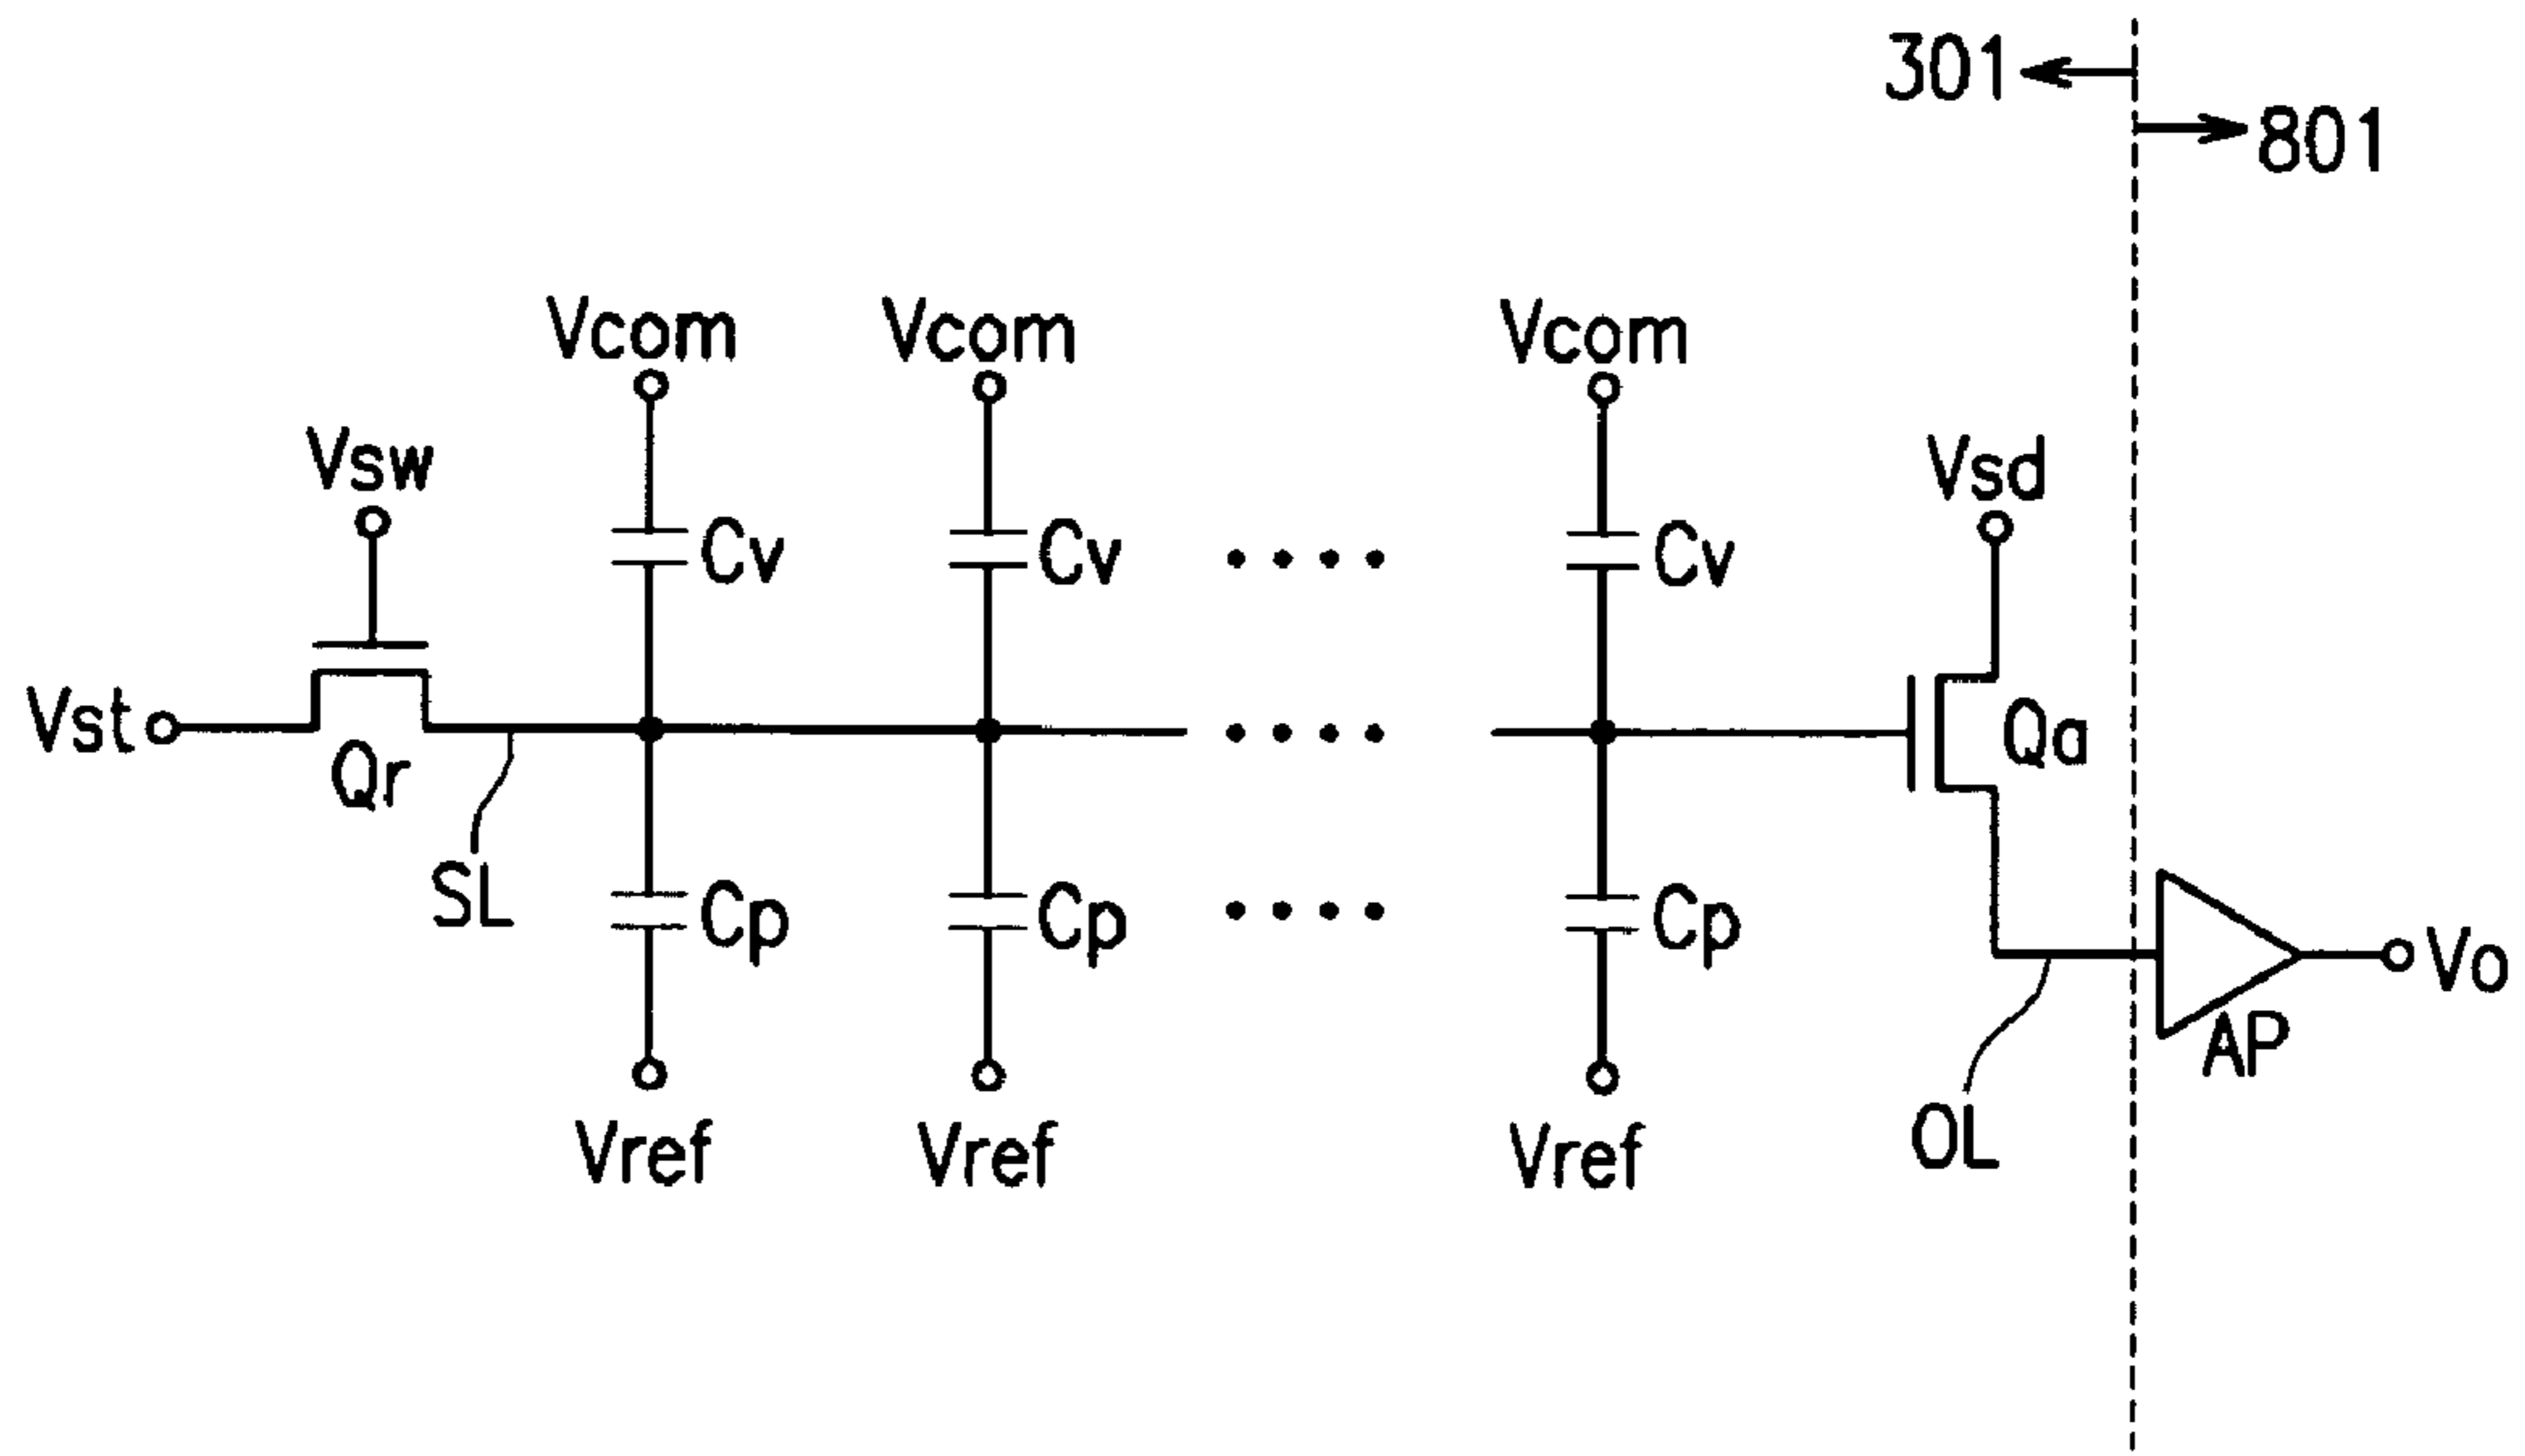 301
801
Vcom Vcom Vcom
Vsw
Vsd
Cv Cv Cv
Vst
Qr
Qa
SL
Cp Cp Cp
Vo
AP
OL
Vref Vref Vref